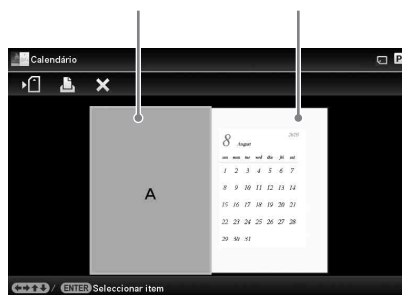 Calendário
P
A
8 August 2020
sun mon tue wed thu fri sat
1 2 3 4 5 6 7
8 9 10 11 12 13 14
15 16 17 18 19 20 21
22 23 24 25 26 27 28
29 30 31
/ ENTER Seleccionar item